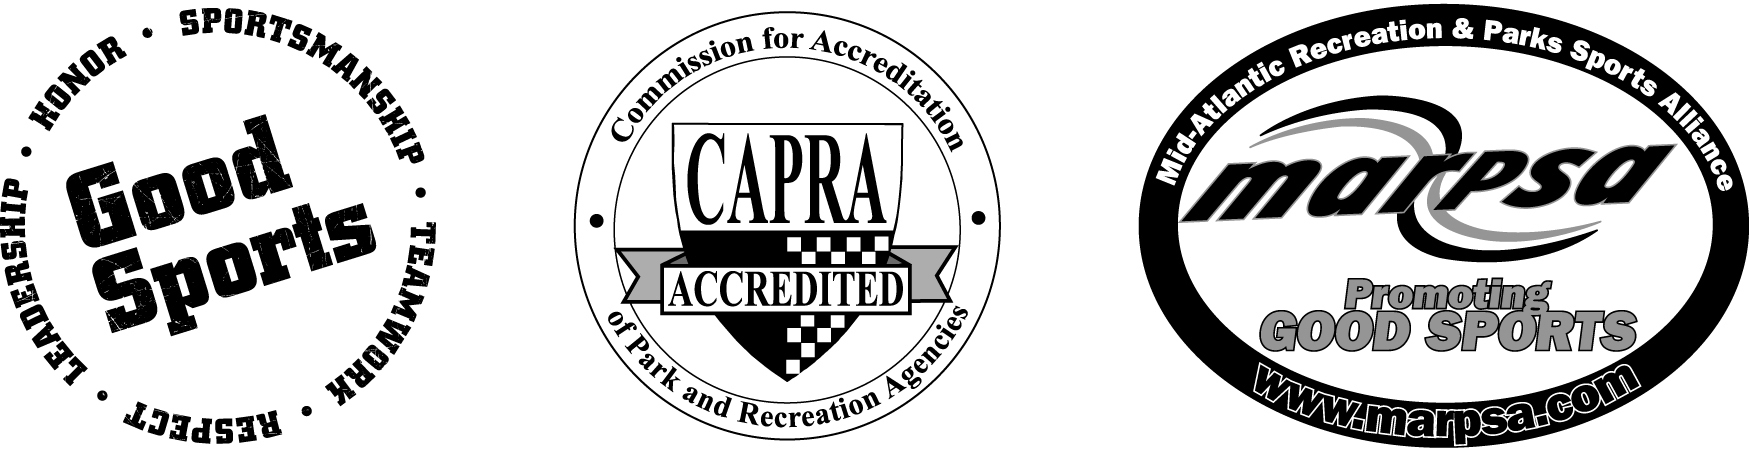 HONOR • SPORTSMANSHIP • TEAMWORK • RESPECT • LEADERSHIP •
Good
Sports
Commission for Accreditation
CAPRA
ACCREDITED
• of Park and Recreation Agencies •
Mid-Atlantic Recreation & Parks Sports Alliance
marpsa
Promoting
GOOD SPORTS
www.marpsa.com